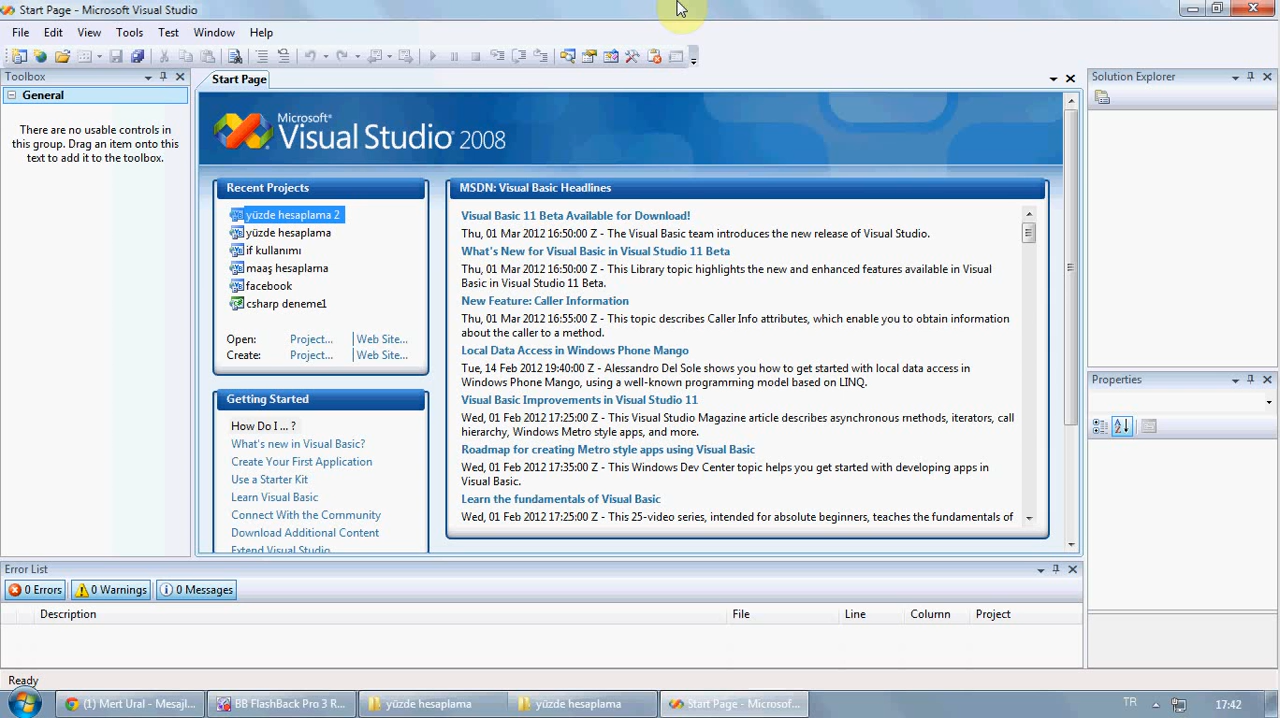 Start Page - Microsoft Visual Studio
File Edit View Tools Test Window Help
Toolbox
General
There are no usable controls in
this group. Drag an item onto this
text to add it to the toolbox.
Start Page
Microsoft®
Visual Studio® 2008
Recent Projects
yüzde hesaplama 2
yüzde hesaplama
if kullanımı
maaş hesaplama
facebook
csharp deneme1
Open: Project... | Web Site...
Create: Project... | Web Site...
Getting Started
How Do I ... ?
What's new in Visual Basic?
Create Your First Application
Use a Starter Kit
Learn Visual Basic
Connect With the Community
Download Additional Content
Extend Visual Studio
MSDN: Visual Basic Headlines
Visual Basic 11 Beta Available for Download!
Thu, 01 Mar 2012 16:50:00 Z - The Visual Basic team introduces the new release of Visual Studio.
What's New for Visual Basic in Visual Studio 11 Beta
Thu, 01 Mar 2012 16:50:00 Z - This Library topic highlights the new and enhanced features available in Visual
Basic in Visual Studio 11 Beta.
New Feature: Caller Information
Thu, 01 Mar 2012 16:55:00 Z - This topic describes Caller Info attributes, which enable you to obtain information
about the caller to a method.
Local Data Access in Windows Phone Mango
Tue, 14 Feb 2012 19:40:00 Z - Alessandro Del Sole shows you how to get started with local data access in
Windows Phone Mango, using a well-known programming model based on LINQ.
Visual Basic Improvements in Visual Studio 11
Wed, 01 Feb 2012 17:25:00 Z - This Visual Studio Magazine article describes asynchronous methods, iterators, call
hierarchy, Windows Metro style apps, and more.
Roadmap for creating Metro style apps using Visual Basic
Wed, 01 Feb 2012 17:35:00 Z - This Windows Dev Center topic helps you get started with developing apps in
Visual Basic.
Learn the fundamentals of Visual Basic
Wed, 01 Feb 2012 17:25:00 Z - This 25-video series, intended for absolute beginners, teaches the fundamentals of
Solution Explorer
Properties
Error List
0 Errors 0 Warnings 0 Messages
Description File Line Column Project
Ready
(1) Mert Ural - Mesajl... BB FlashBack Pro 3 R... yüzde hesaplama yüzde hesaplama Start Page - Microsof... TR 17:42